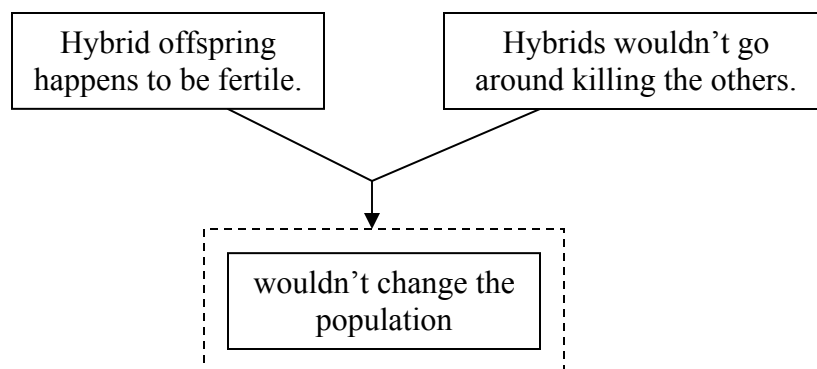 Hybrid offspring
happens to be fertile.
Hybrids wouldn’t go
around killing the others.
wouldn’t change the
population